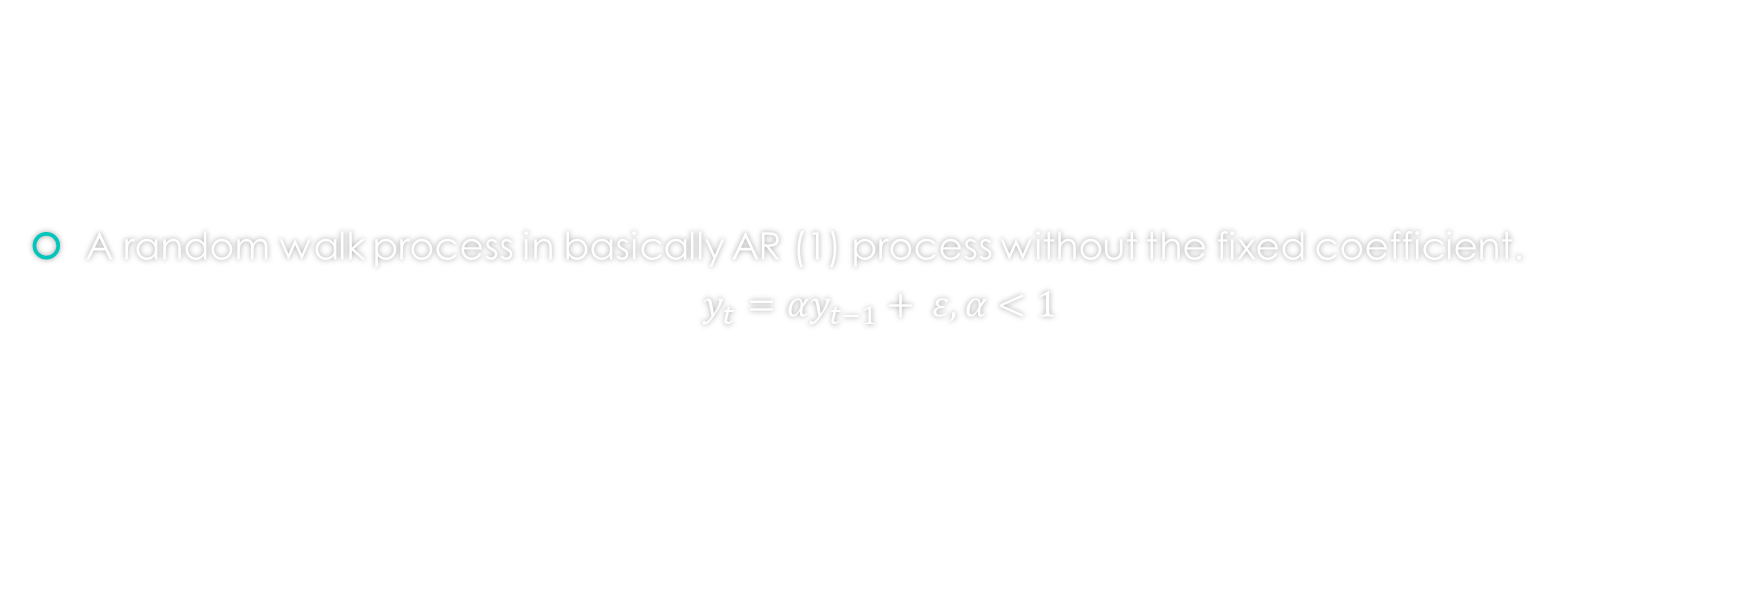 A random walk process in basically AR (1) process without the fixed coefficient.
𝑦ₜ = 𝛼𝑦ₜ₋₁ + 𝜀, 𝛼 < 1